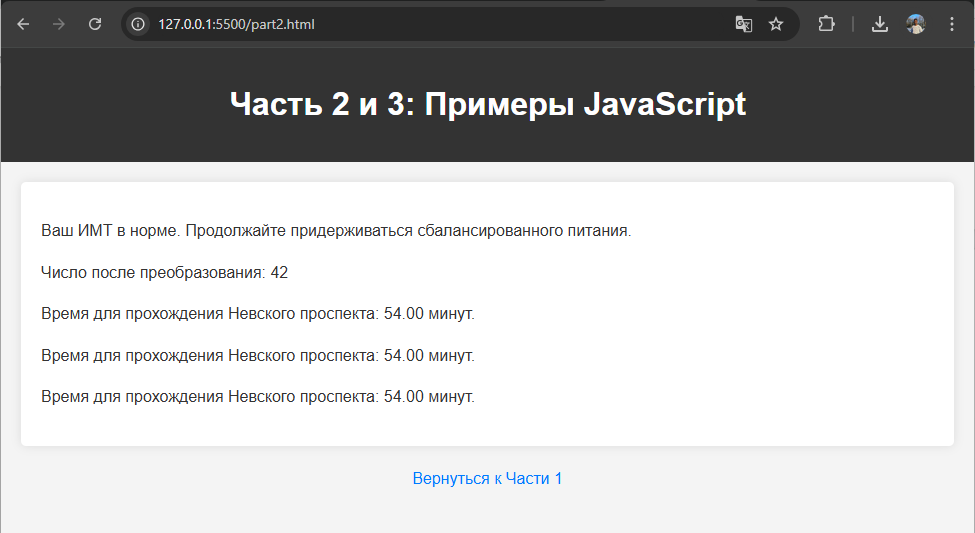 127.0.0.1:5500/part2.html
Часть 2 и 3: Примеры JavaScript
Ваш ИМТ в норме. Продолжайте придерживаться сбалансированного питания.
Число после преобразования: 42
Время для прохождения Невского проспекта: 54.00 минут.
Время для прохождения Невского проспекта: 54.00 минут.
Время для прохождения Невского проспекта: 54.00 минут.
Вернуться к Части 1